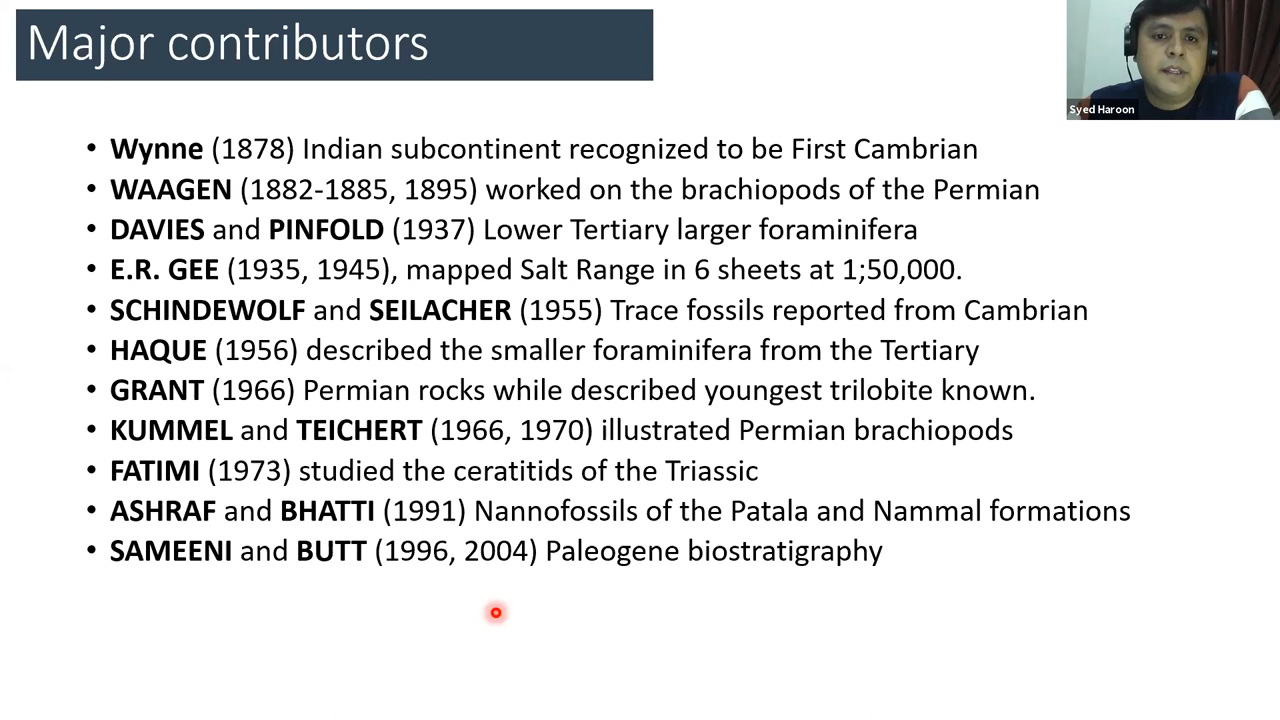 Major contributors
Syed Haroon
• Wynne (1878) Indian subcontinent recognized to be First Cambrian
• WAAGEN (1882-1885, 1895) worked on the brachiopods of the Permian
• DAVIES and PINFOLD (1937) Lower Tertiary larger foraminifera
• E.R. GEE (1935, 1945), mapped Salt Range in 6 sheets at 1;50,000.
• SCHINDEWOLF and SEILACHER (1955) Trace fossils reported from Cambrian
• HAQUE (1956) described the smaller foraminifera from the Tertiary
• GRANT (1966) Permian rocks while described youngest trilobite known.
• KUMMEL and TEICHERT (1966, 1970) illustrated Permian brachiopods
• FATIMI (1973) studied the ceratitids of the Triassic
• ASHRAF and BHATTI (1991) Nannofossils of the Patala and Nammal formations
• SAMEENI and BUTT (1996, 2004) Paleogene biostratigraphy